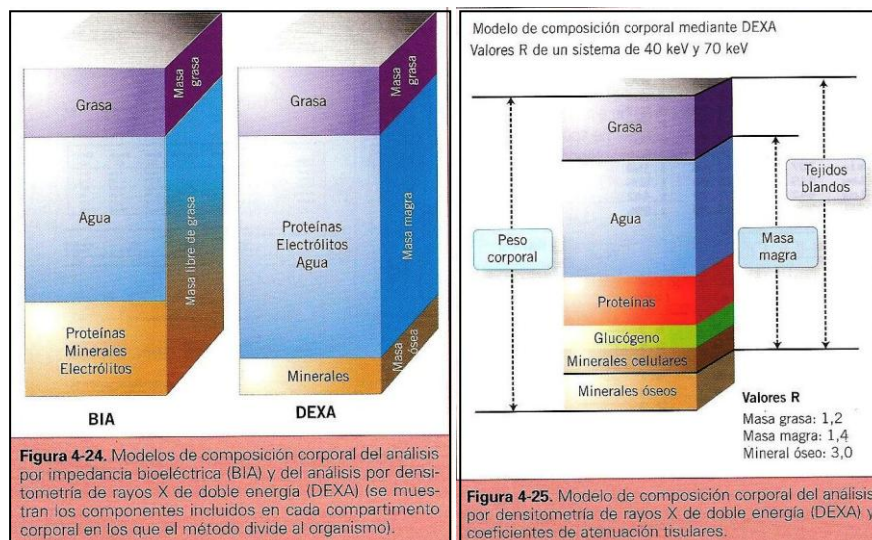 Grasa
Masa grasa
Agua
Masa libre de grasa
Proteínas
Minerales
Electrólitos
BIA
Grasa
Masa grasa
Proteínas
Electrólitos
Agua
Masa magra
Minerales
Masa ósea
DEXA
Figura 4-24. Modelos de composición corporal del análisis
por impedancia bioeléctrica (BIA) y del análisis por densi-
tometría de rayos X de doble energía (DEXA) (se mues-
tran los componentes incluidos en cada compartimento
corporal en los que el método divide al organismo).
Modelo de composición corporal mediante DEXA
Valores R de un sistema de 40 keV y 70 keV
Grasa
Agua
Proteínas
Glucógeno
Minerales celulares
Minerales óseos
Peso
corporal
Masa
magra
Tejidos
blandos
Valores R
Masa grasa: 1,2
Masa magra: 1,4
Mineral óseo: 3,0
Figura 4-25. Modelo de composición corporal del análisis
por densitometría de rayos X de doble energía (DEXA) y
coeficientes de atenuación tisulares.